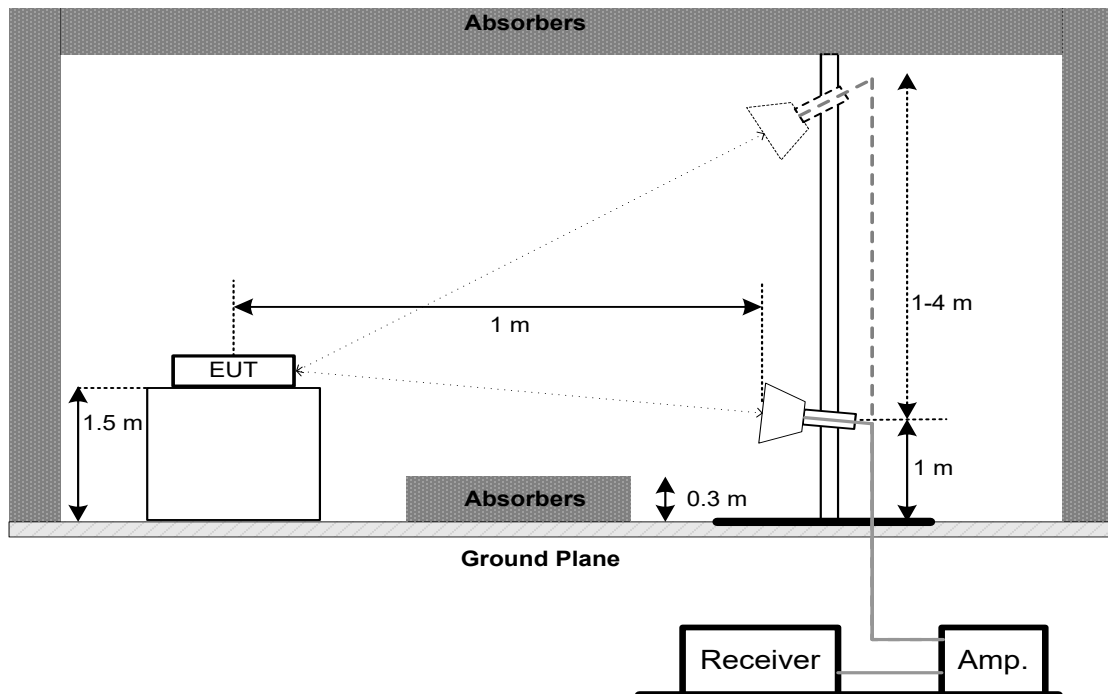 Absorbers
1-4 m
1 m
EUT
1.5 m
1 m
Absorbers
0.3 m
Ground Plane
Receiver
Amp.